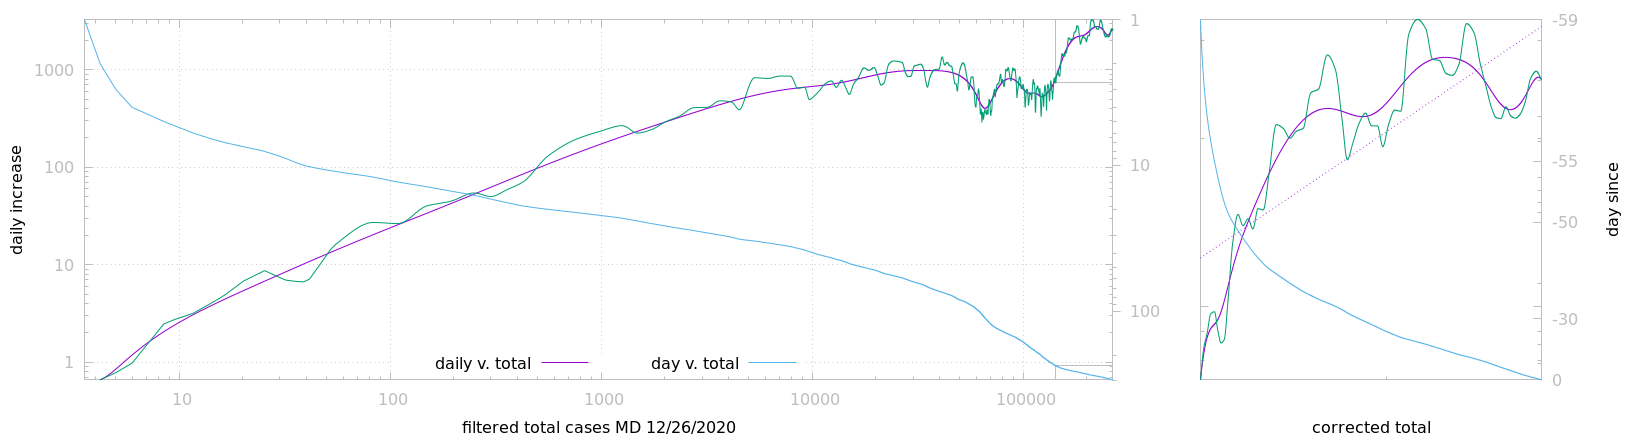 1
-59
1000
-55
100
10
-50
10
100
-30
1
daily v. total
day v. total
0
10
100
1000
10000
100000
daily increase
day since
filtered total cases MD 12/26/2020
corrected total